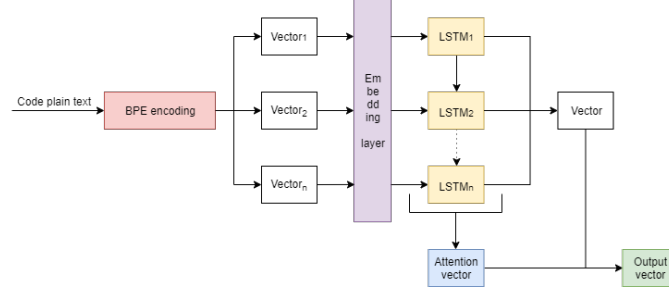 Code plain text
BPE encoding
Vector1
Vector2
Vectorn
Em
be
dd
ing
layer
LSTM1
LSTM2
LSTMn
Vector
Attention
vector
Output
vector